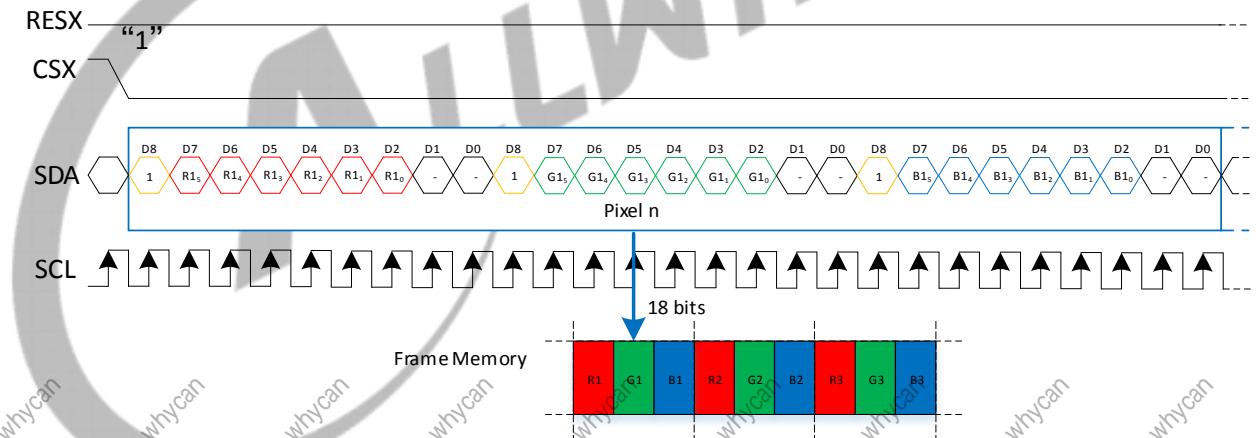 RESX
“1”
CSX
D8 D7 D6 D5 D4 D3 D2 D1 D0 D8 D7 D6 D5 D4 D3 D2 D1 D0 D8 D7 D6 D5 D4 D3 D2 D1 D0
SDA 1 R1₅ R1₄ R1₃ R1₂ R1₁ R1₀ - - 1 G1₅ G1₄ G1₃ G1₂ G1₁ G1₀ - - 1 B1₅ B1₄ B1₃ B1₂ B1₁ B1₀ - -
Pixel n
SCL
18 bits
Frame Memory
R1 G1 B1 R2 G2 B2 R3 G3 B3
whycan whycan whycan whycan whycan whycan whycan whycan whycan